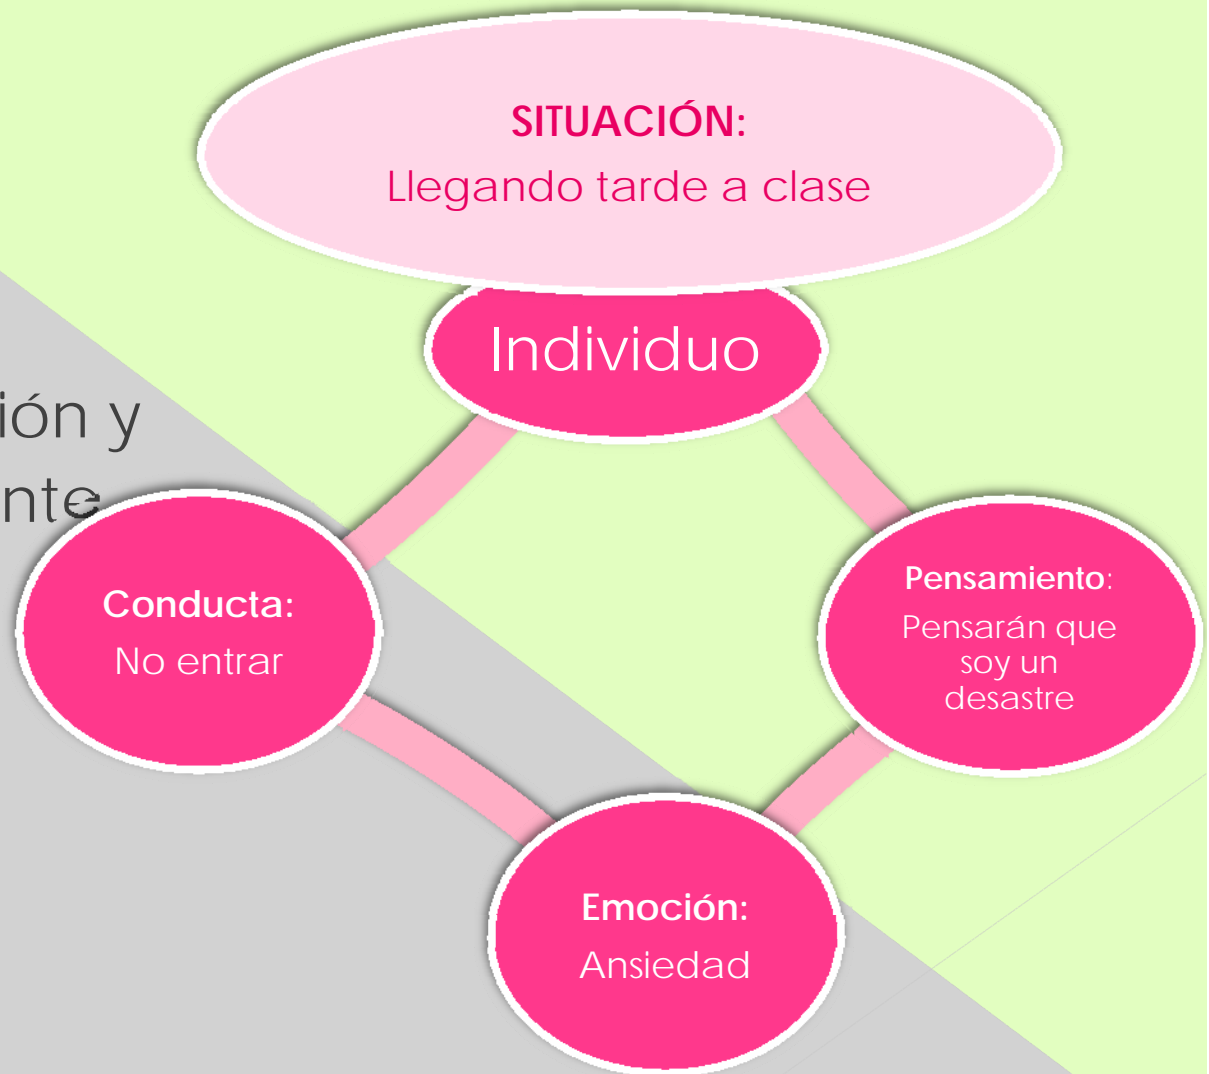 SITUACIÓN:
Llegando tarde a clase
Individuo
ión y
nte
Conducta:
No entrar
Pensamiento:
Pensarán que
soy un
desastre
Emoción:
Ansiedad